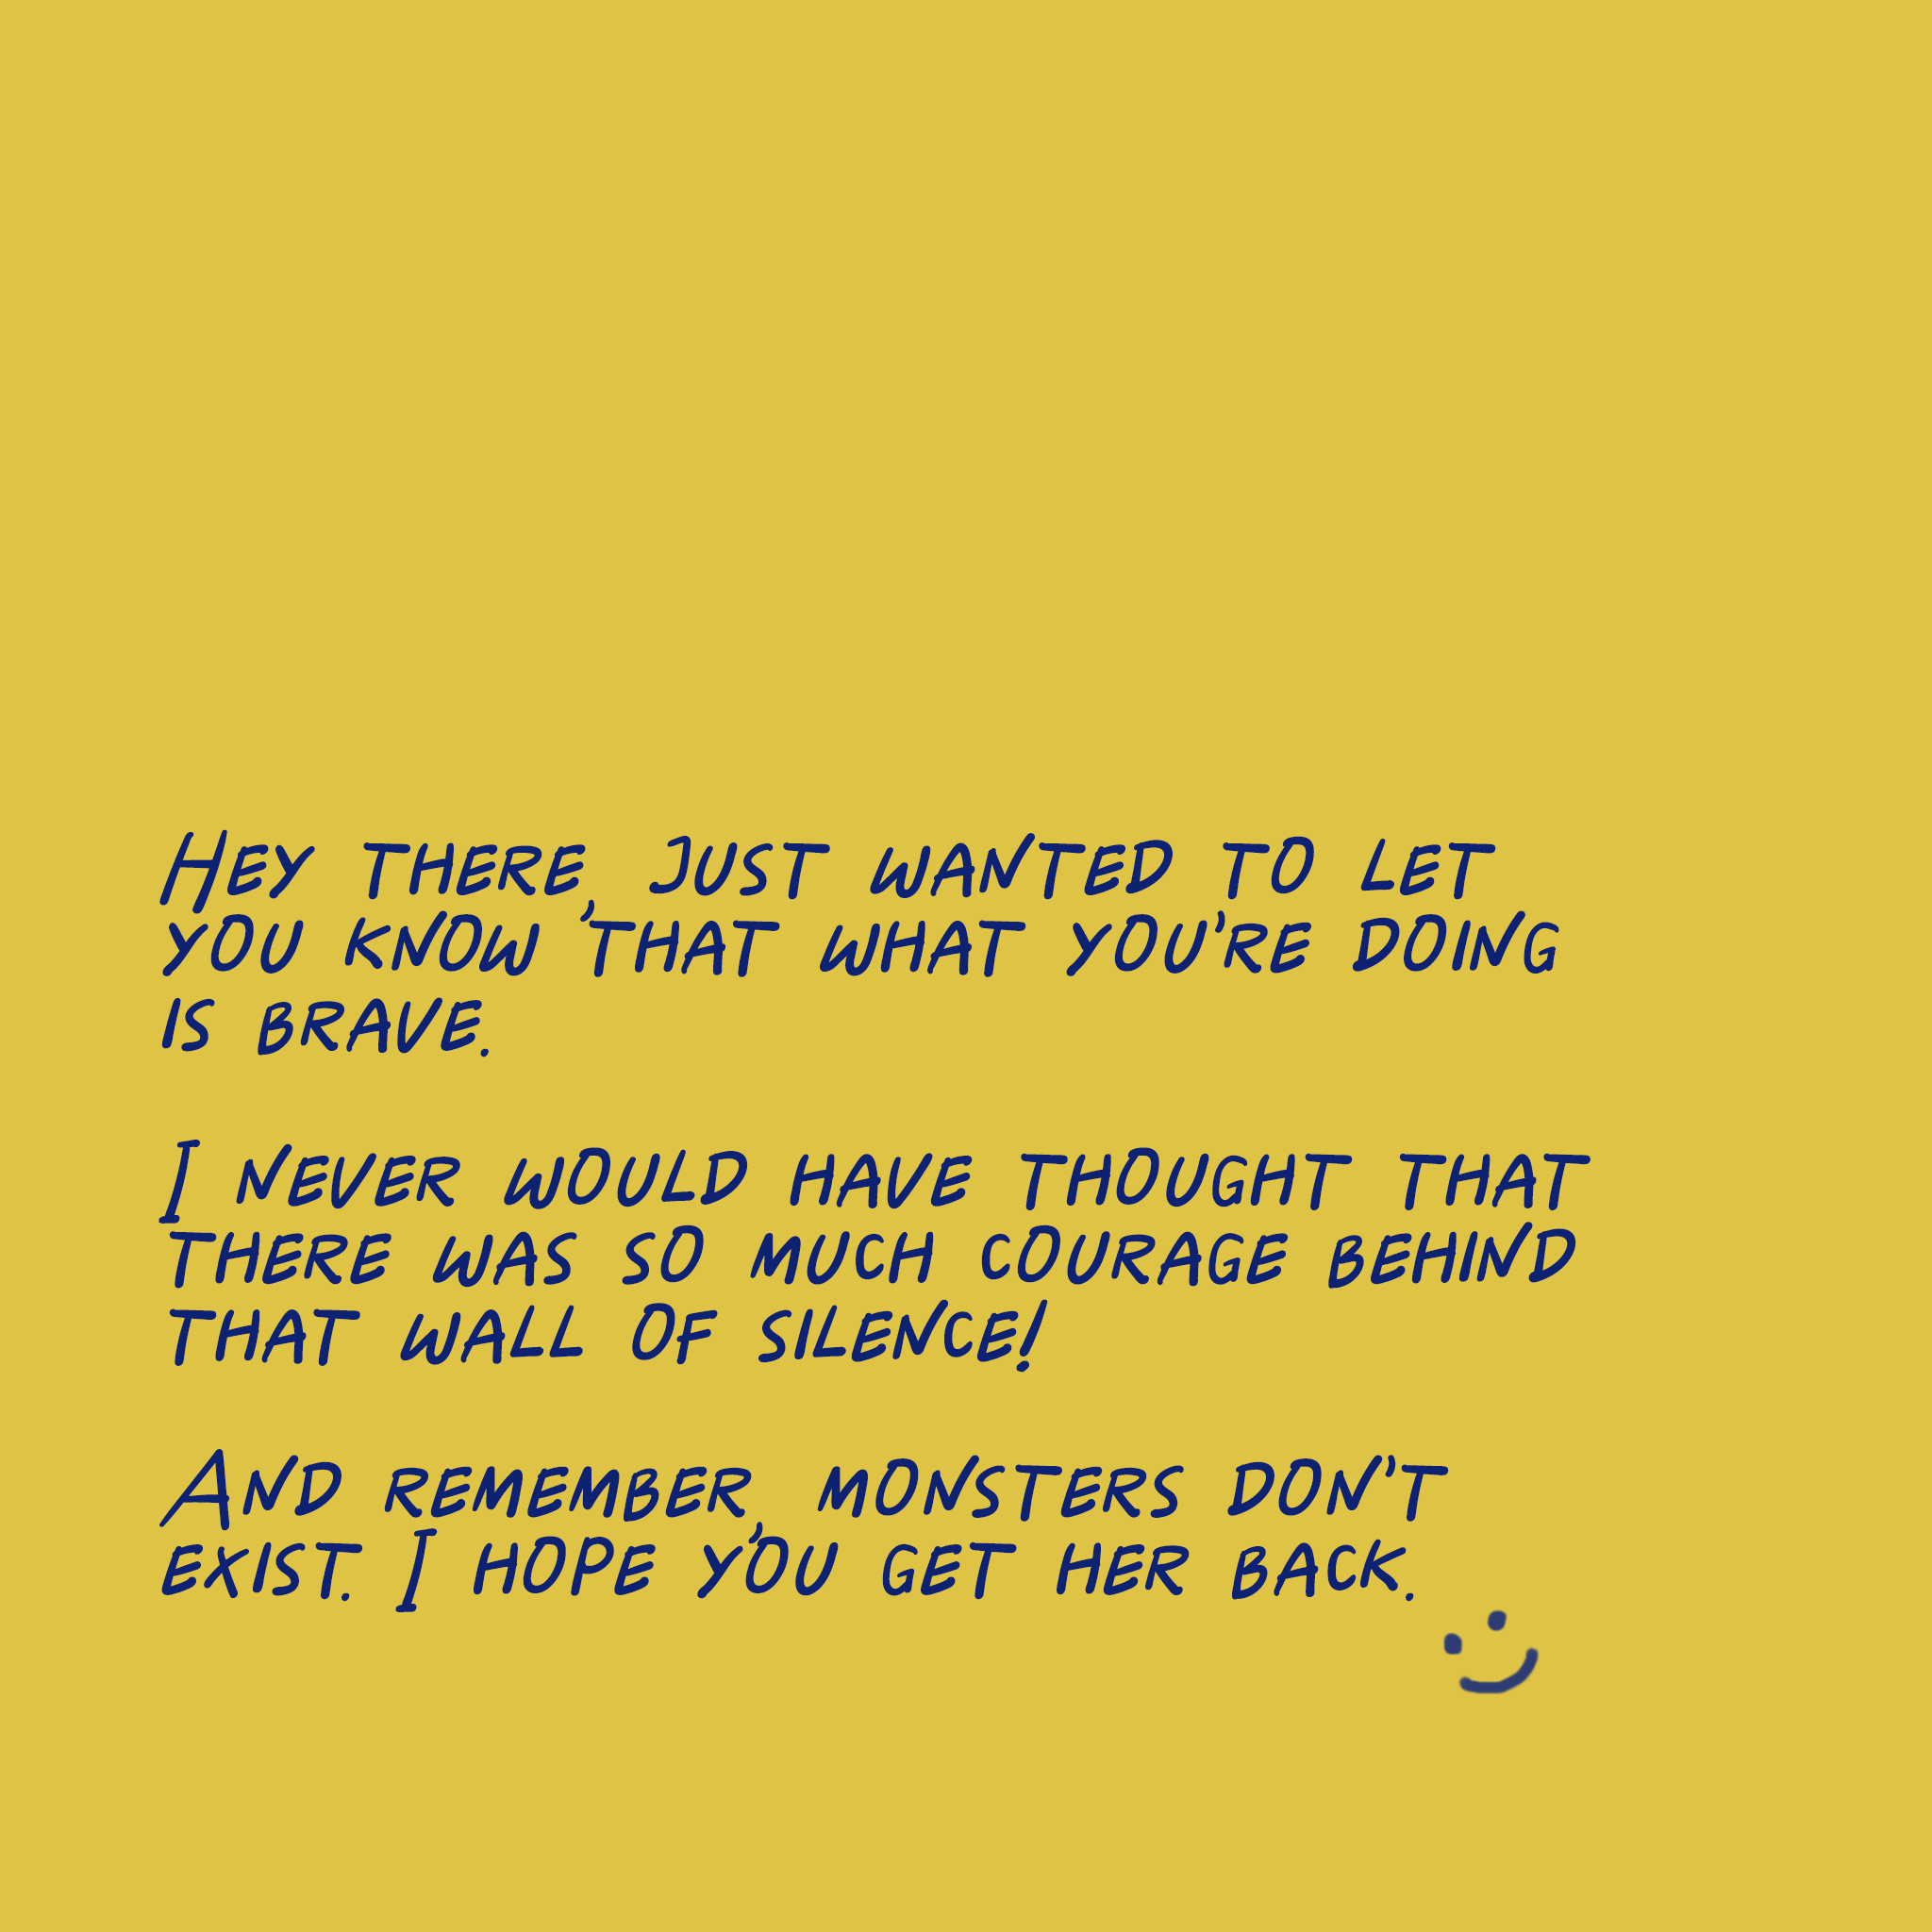 Hey there, just wanted to let
you know that what you're doing
is brave.
I never would have thought that
there was so much courage behind
that wall of silence!
And remember, monsters don't
exist. I hope you get her back.